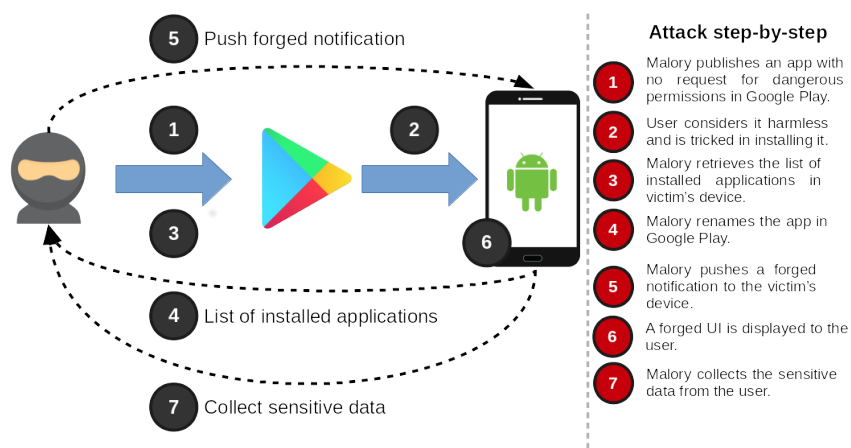 5 Push forged notification
1
2
3
6
4 List of installed applications
7 Collect sensitive data
Attack step-by-step
1 Malory publishes an app with
no request for dangerous
permissions in Google Play.
2 User considers it harmless
and is tricked in installing it.
3 Malory retrieves the list of
installed applications in
victim's device.
4 Malory renames the app in
Google Play.
5 Malory pushes a forged
notification to the victim's
device.
6 A forged UI is displayed to the
user.
7 Malory collects the sensitive
data from the user.